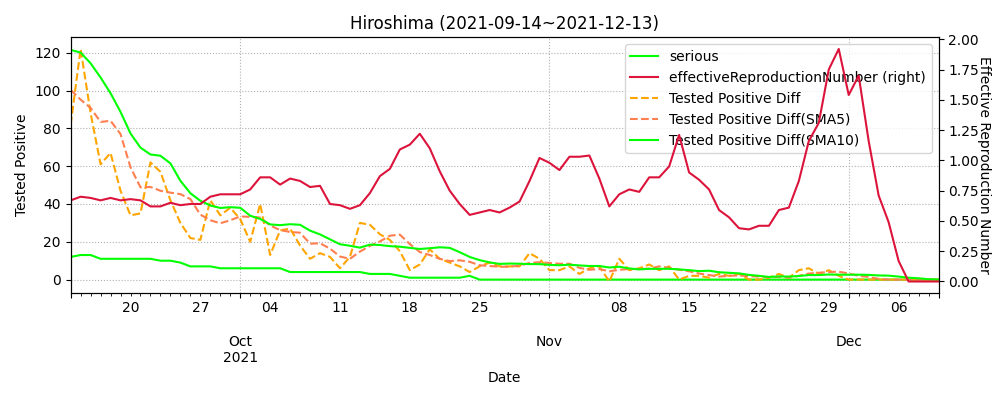 Hiroshima (2021-09-14~2021-12-13)
serious
effectiveReproductionNumber (right)
Tested Positive Diff
Tested Positive Diff(SMA5)
Tested Positive Diff(SMA10)
Tested Positive
120
100
80
60
40
20
0
2.00
1.75
1.50
1.25
1.00
0.75
0.50
0.25
0.00
Effective Reproduction Number
20 27 04 11 18 25 08 15 22 29 06
Oct Nov Dec
2021
Date